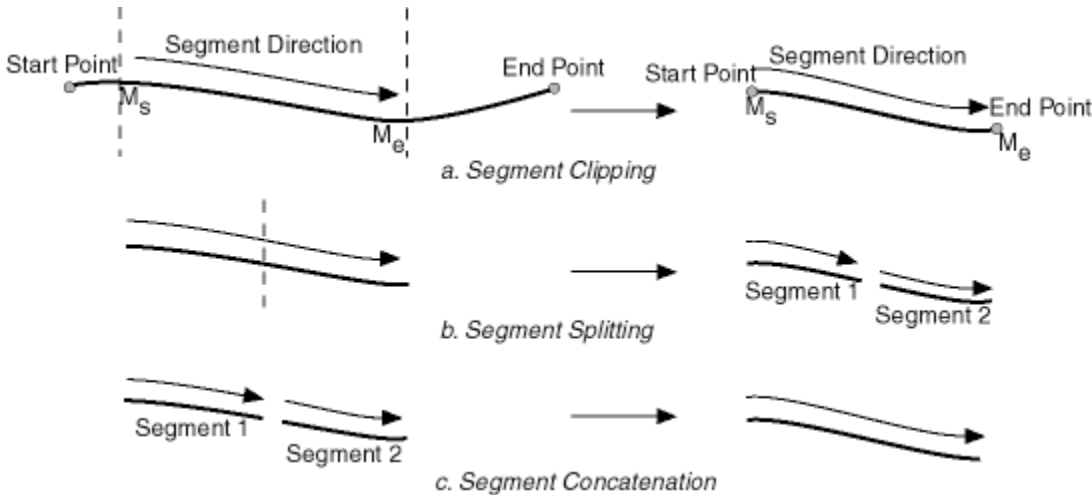 Segment Direction
Start Point
End Point
Ms
Me
Segment Direction
Start Point
End Point
Ms
Me
a. Segment Clipping
Segment 1
Segment 2
b. Segment Splitting
Segment 1
Segment 2
c. Segment Concatenation